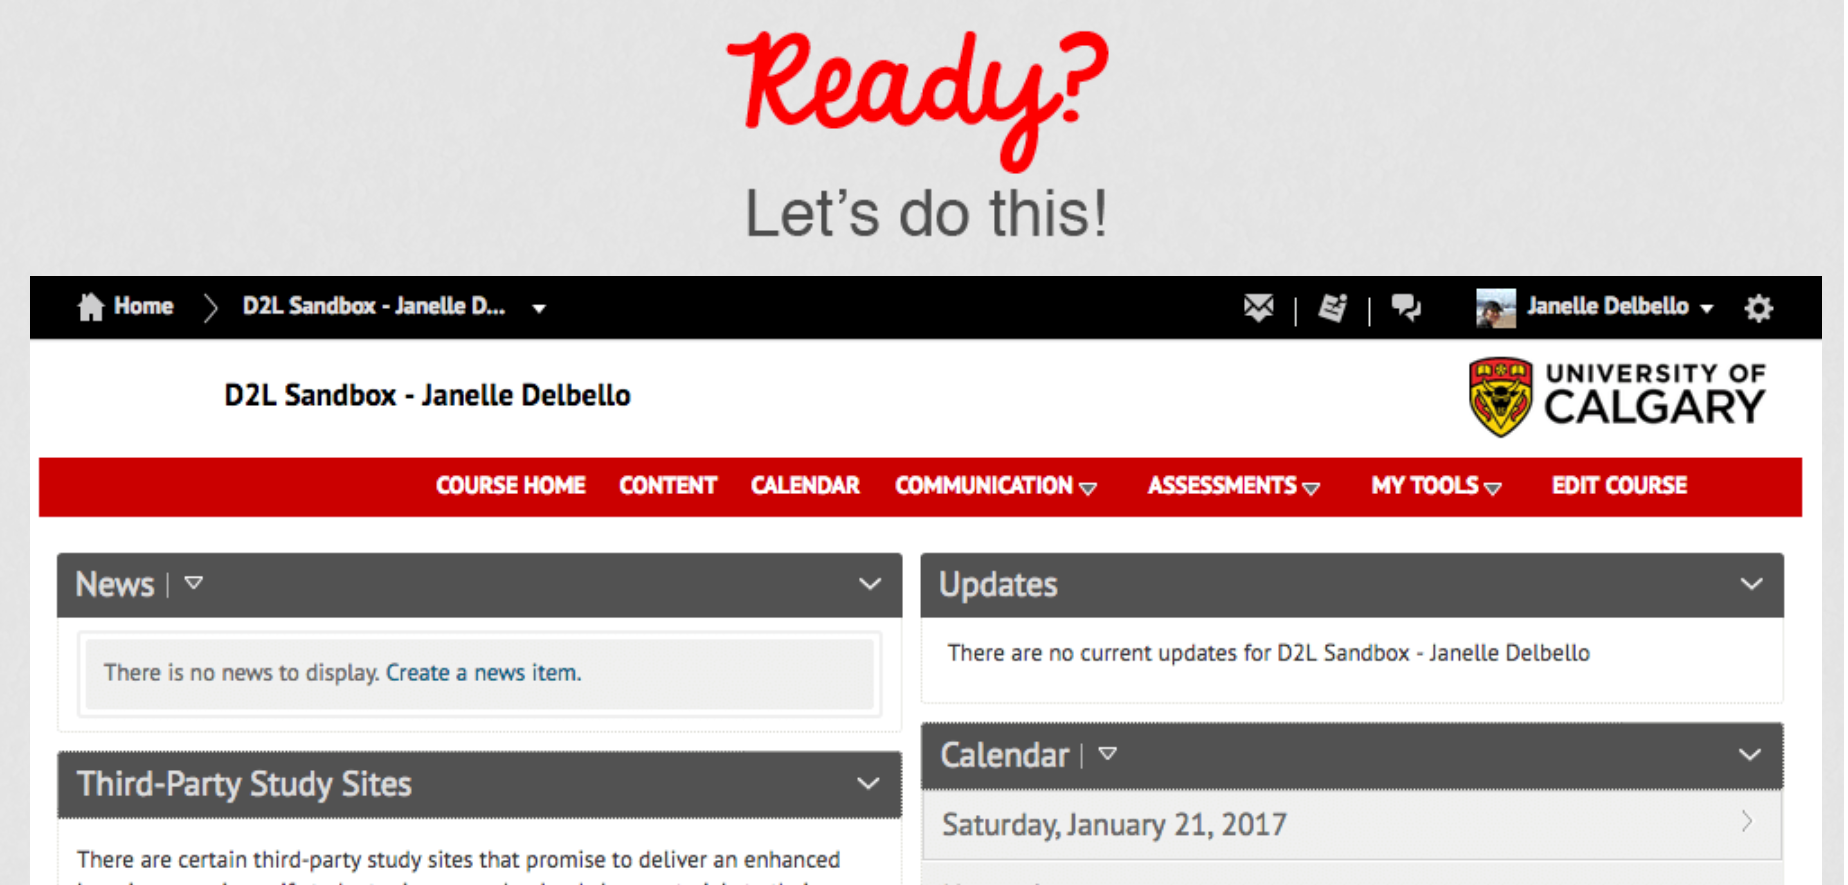 Ready?
Let's do this!
Home
D2L Sandbox - Janelle D...
Janelle Delbello
D2L Sandbox - Janelle Delbello
UNIVERSITY OF
CALGARY
COURSE HOME CONTENT CALENDAR COMMUNICATION ASSESSMENTS MY TOOLS EDIT COURSE
News
There is no news to display. Create a news item.
Third-Party Study Sites
There are certain third-party study sites that promise to deliver an enhanced
Updates
There are no current updates for D2L Sandbox - Janelle Delbello
Calendar
Saturday, January 21, 2017